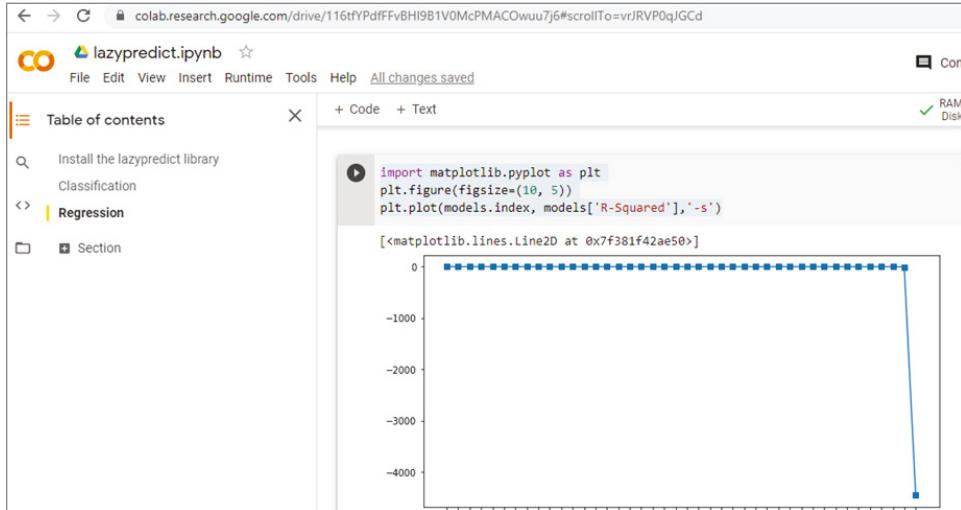 colab.research.google.com/drive/116tfYPdfFFvBHI9B1V0McPMACOwuu7j6#scrollTo=vrJRVP0qJGCd
lazypredict.ipynb
File Edit View Insert Runtime Tools Help All changes saved
Con
Table of contents
+ Code + Text
RAM
Disk
Install the lazypredict library
Classification
Regression
Section
import matplotlib.pyplot as plt
plt.figure(figsize=(10, 5))
plt.plot(models.index, models['R-Squared'],'-s')
[<matplotlib.lines.Line2D at 0x7f381f42ae50>]
0
−1000
−2000
−3000
−4000